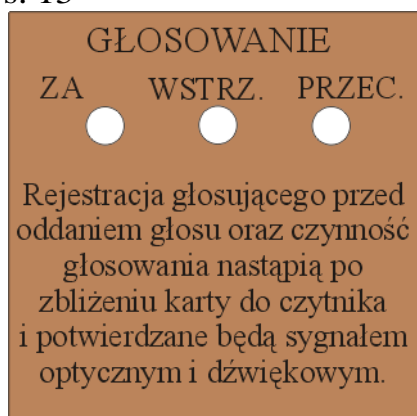 s. 13
GŁOSOWANIE
ZA WSTRZ. PRZEC.
Rejestracja głosującego przed
oddaniem głosu oraz czynność
głosowania nastąpią po
zbliżeniu karty do czytnika
i potwierdzane będą sygnałem
optycznym i dźwiękowym.